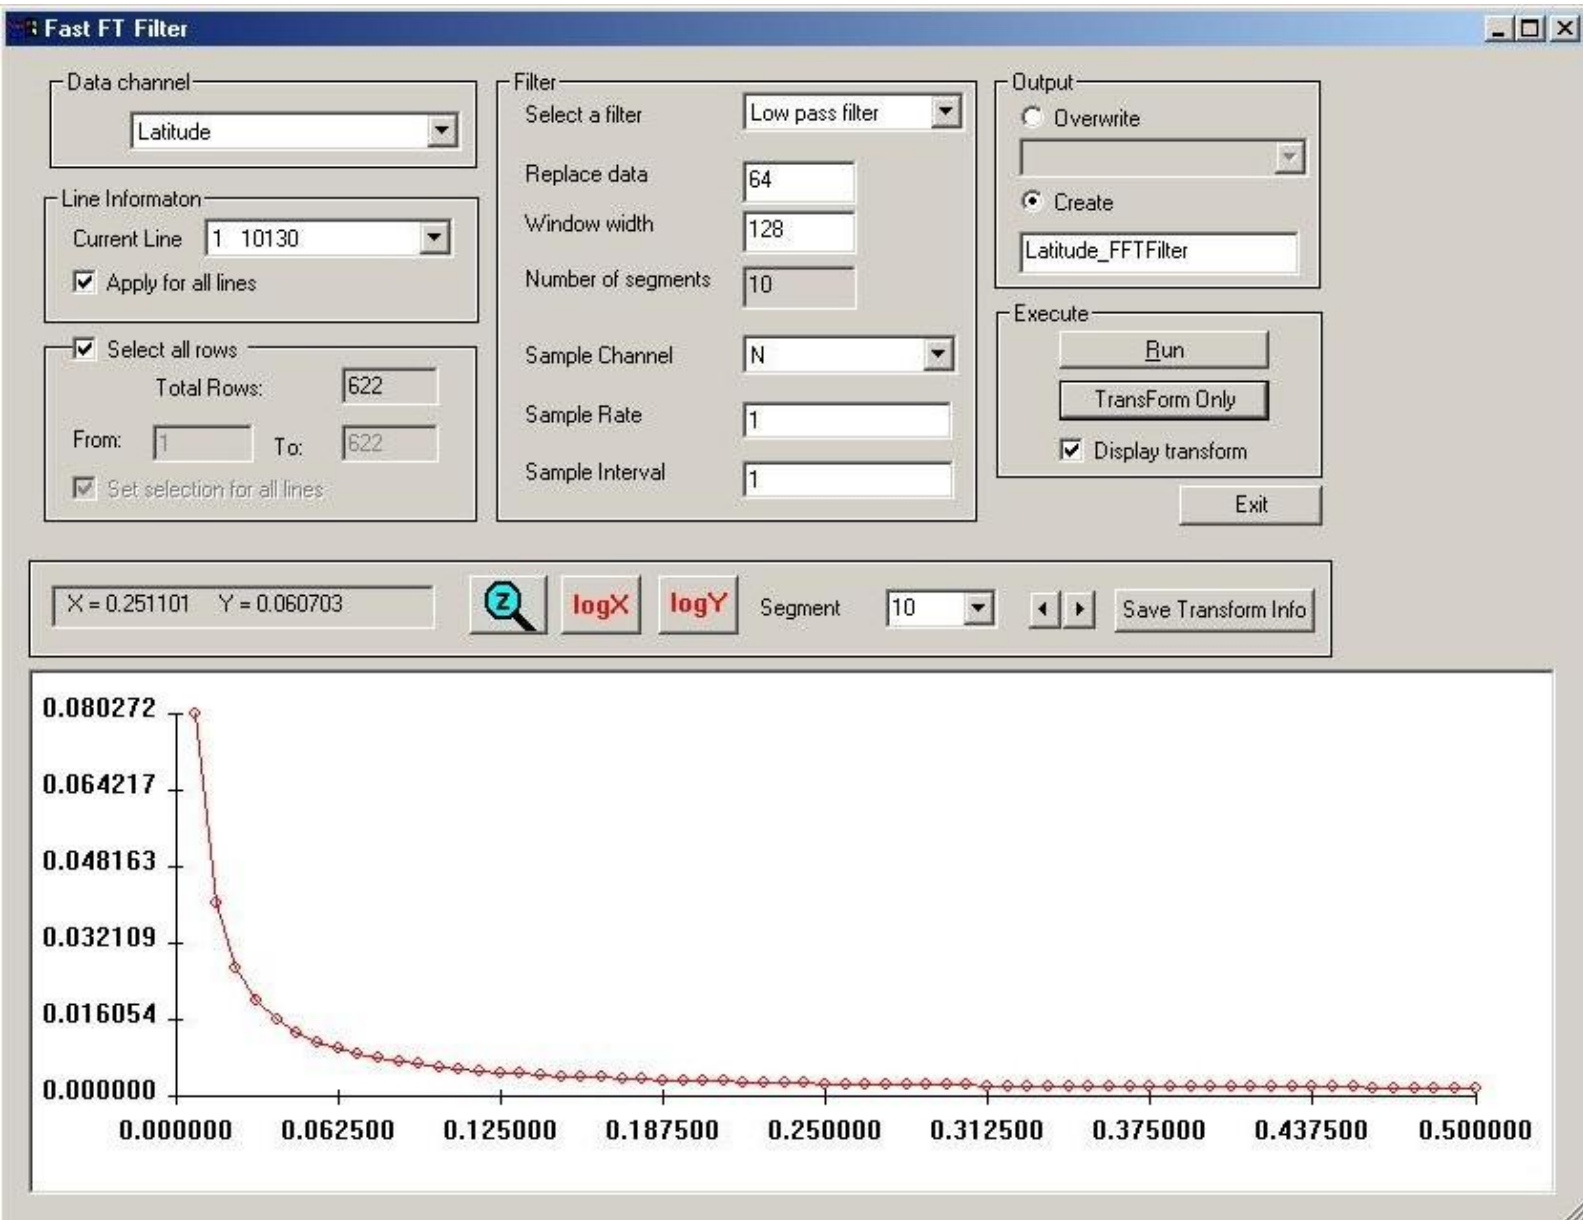 Fast FT Filter
Data channel
Latitude
Line Informaton
Current Line 1 10130
Apply for all lines
Select all rows
Total Rows: 622
From: 1 To: 622
Set selection for all lines
Filter
Select a filter Low pass filter
Replace data 64
Window width 128
Number of segments 10
Sample Channel N
Sample Rate 1
Sample Interval 1
Output
Overwrite
Create
Latitude_FFTFilter
Execute
Run
TransForm Only
Display transform
Exit
X = 0.251101 Y = 0.060703 Z logX logY Segment 10 Save Transform Info
0.080272
0.064217
0.048163
0.032109
0.016054
0.000000
0.000000 0.062500 0.125000 0.187500 0.250000 0.312500 0.375000 0.437500 0.500000